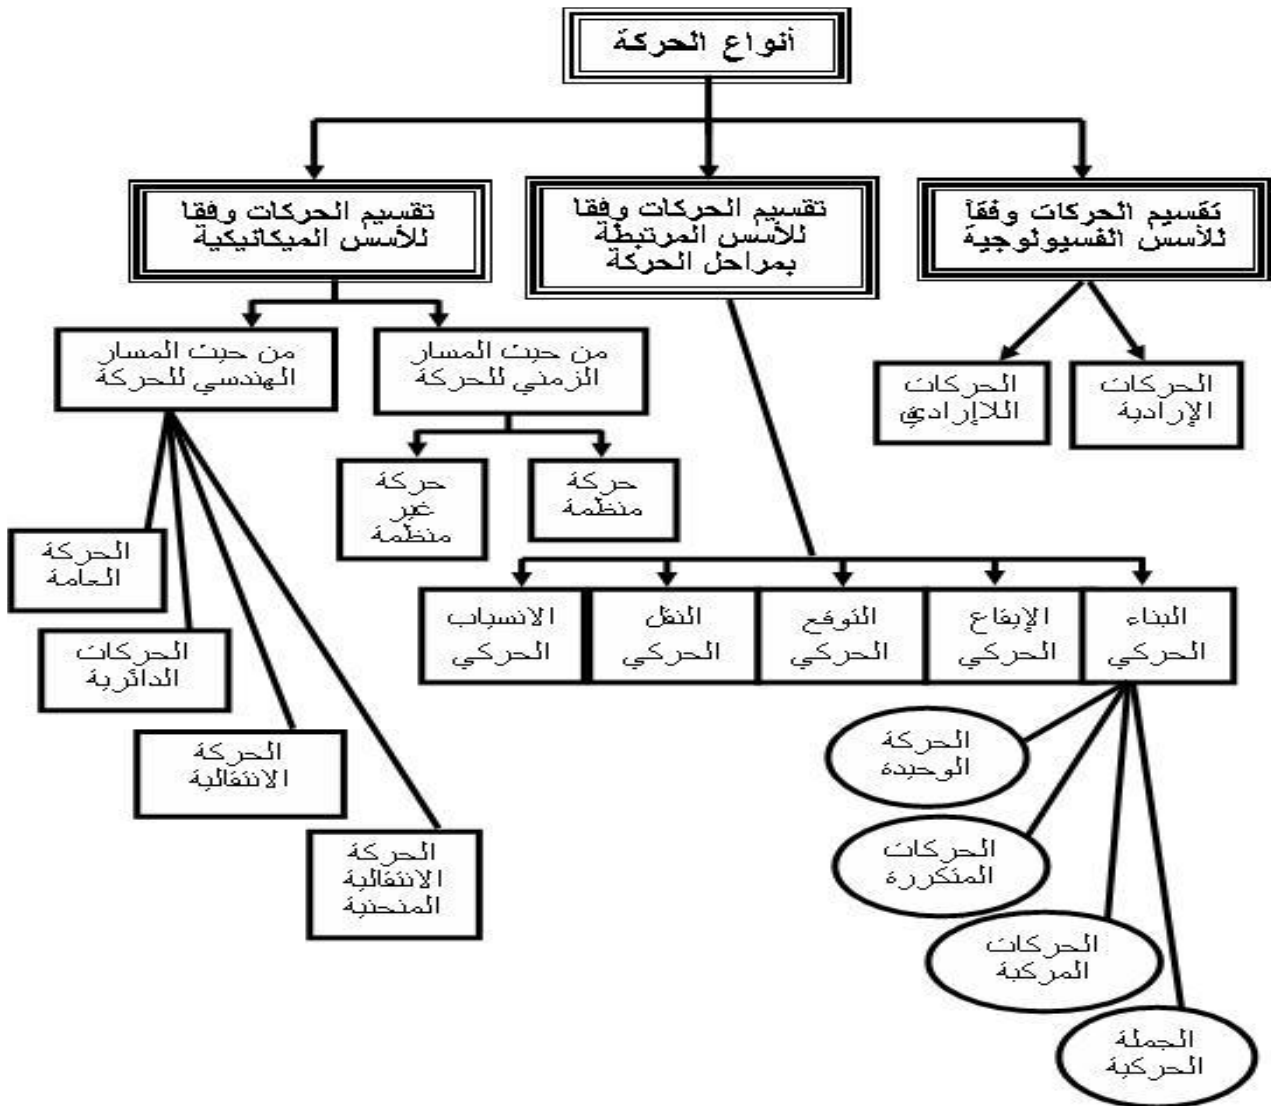 أنواع الحركة
تقسيم الحركات وفقاً
للأسس الفسيولوجية
تقسيم الحركات وفقا
للأسس المرتبطة
بمراحل الحركة
تقسيم الحركات وفقا
للأسس الميكانيكية
الحركات
الإرادية
الحركات
اللاإرادية
من حيث المسار
الزمني للحركة
من حيث المسار
الهندسي للحركة
حركة
منظمة
حركة
غير
منظمة
الحركة
العامة
الحركات
الدائرية
الحركة
الانتقالية
الحركة
الانتقالية
المنحنية
البناء
الحركي
الإيقاع
الحركي
التوقع
الحركي
النقل
الحركي
الانسياب
الحركي
الحركة
الوحيدة
الحركات
المتكررة
الحركات
المركبة
الجملة
الحركية